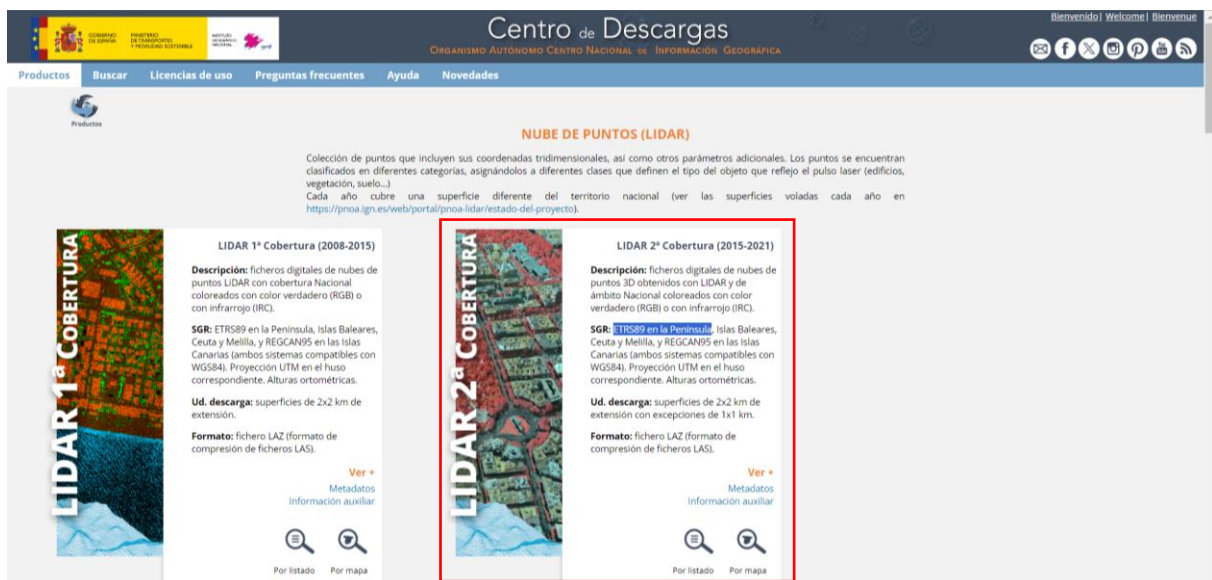 Bienvenido| Welcome| Bienvenue
GOBIERNO DE ESPAÑA
MINISTERIO DE TRANSPORTES Y MOVILIDAD SOSTENIBLE
INSTITUTO GEOGRÁFICO NACIONAL
Centro de Descargas
ORGANISMO AUTÓNOMO CENTRO NACIONAL DE INFORMACIÓN GEOGRÁFICA
Productos Buscar Licencias de uso Preguntas frecuentes Ayuda Novedades
Productos
NUBE DE PUNTOS (LIDAR)
Colección de puntos que incluyen sus coordenadas tridimensionales, así como otros parámetros adicionales. Los puntos se encuentran
clasificados en diferentes categorías, asignándolos a diferentes clases que definen el tipo del objeto que reflejo el pulso laser (edificios,
vegetación, suelo...)
Cada año cubre una superficie diferente del territorio nacional (ver las superficies voladas cada año en
https://pnoa.ign.es/web/portal/pnoa-lidar/estado-del-proyecto).
LIDAR 1ª COBERTURA
LIDAR 1ª Cobertura (2008-2015)
Descripción: ficheros digitales de nubes de
puntos LiDAR con cobertura Nacional
coloreados con color verdadero (RGB) o
con infrarrojo (IRC).
SGR: ETRS89 en la Península, Islas Baleares,
Ceuta y Melilla, y REGCAN95 en las Islas
Canarias (ambos sistemas compatibles con
WGS84). Proyección UTM en el huso
correspondiente. Alturas ortométricas.
Ud. descarga: superficies de 2x2 km de
extensión.
Formato: fichero LAZ (formato de
compresión de ficheros LAS).
Ver +
Metadatos
Información auxiliar
Por listado Por mapa
LIDAR 2ª COBERTURA
LIDAR 2ª Cobertura (2015-2021)
Descripción: ficheros digitales de nubes de
puntos 3D obtenidos con LIDAR y de
ámbito Nacional coloreados con color
verdadero (RGB) o con infrarrojo (IRC).
SGR: ETRS89 en la Península, Islas Baleares,
Ceuta y Melilla, y REGCAN95 en las Islas
Canarias (ambos sistemas compatibles con
WGS84). Proyección UTM en el huso
correspondiente. Alturas ortométricas.
Ud. descarga: superficies de 2x2 km de
extensión con excepciones de 1x1 km.
Formato: fichero LAZ (formato de
compresión de ficheros LAS).
Ver +
Metadatos
Información auxiliar
Por listado Por mapa